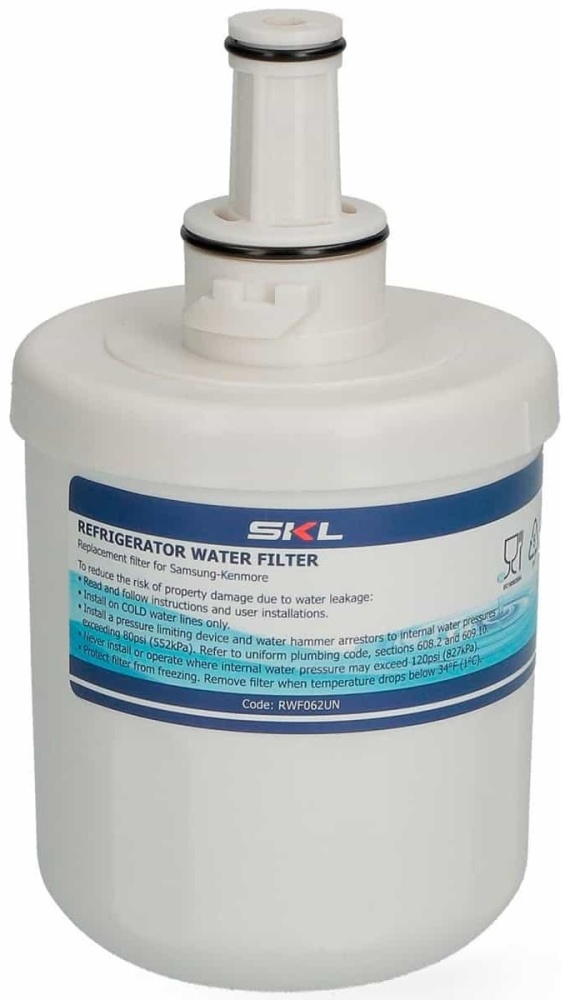 SKL
REFRIGERATOR WATER FILTER
Replacement filter for Samsung-Kenmore
To reduce the risk of property damage due to water leakage:
• Read and follow instructions and user installations.
• Install on COLD water lines only.
• Install a pressure limiting device and water hammer arrestors to internal water pressures
exceeding 80psi (552kPa). Refer to uniform plumbing code, sections 608.2 and 609.10.
• Never install or operate where internal water pressure may exceed 120psi (827kPa).
• Protect filter from freezing. Remove filter when temperature drops below 34°F (1°C).
Code: RWF062UN